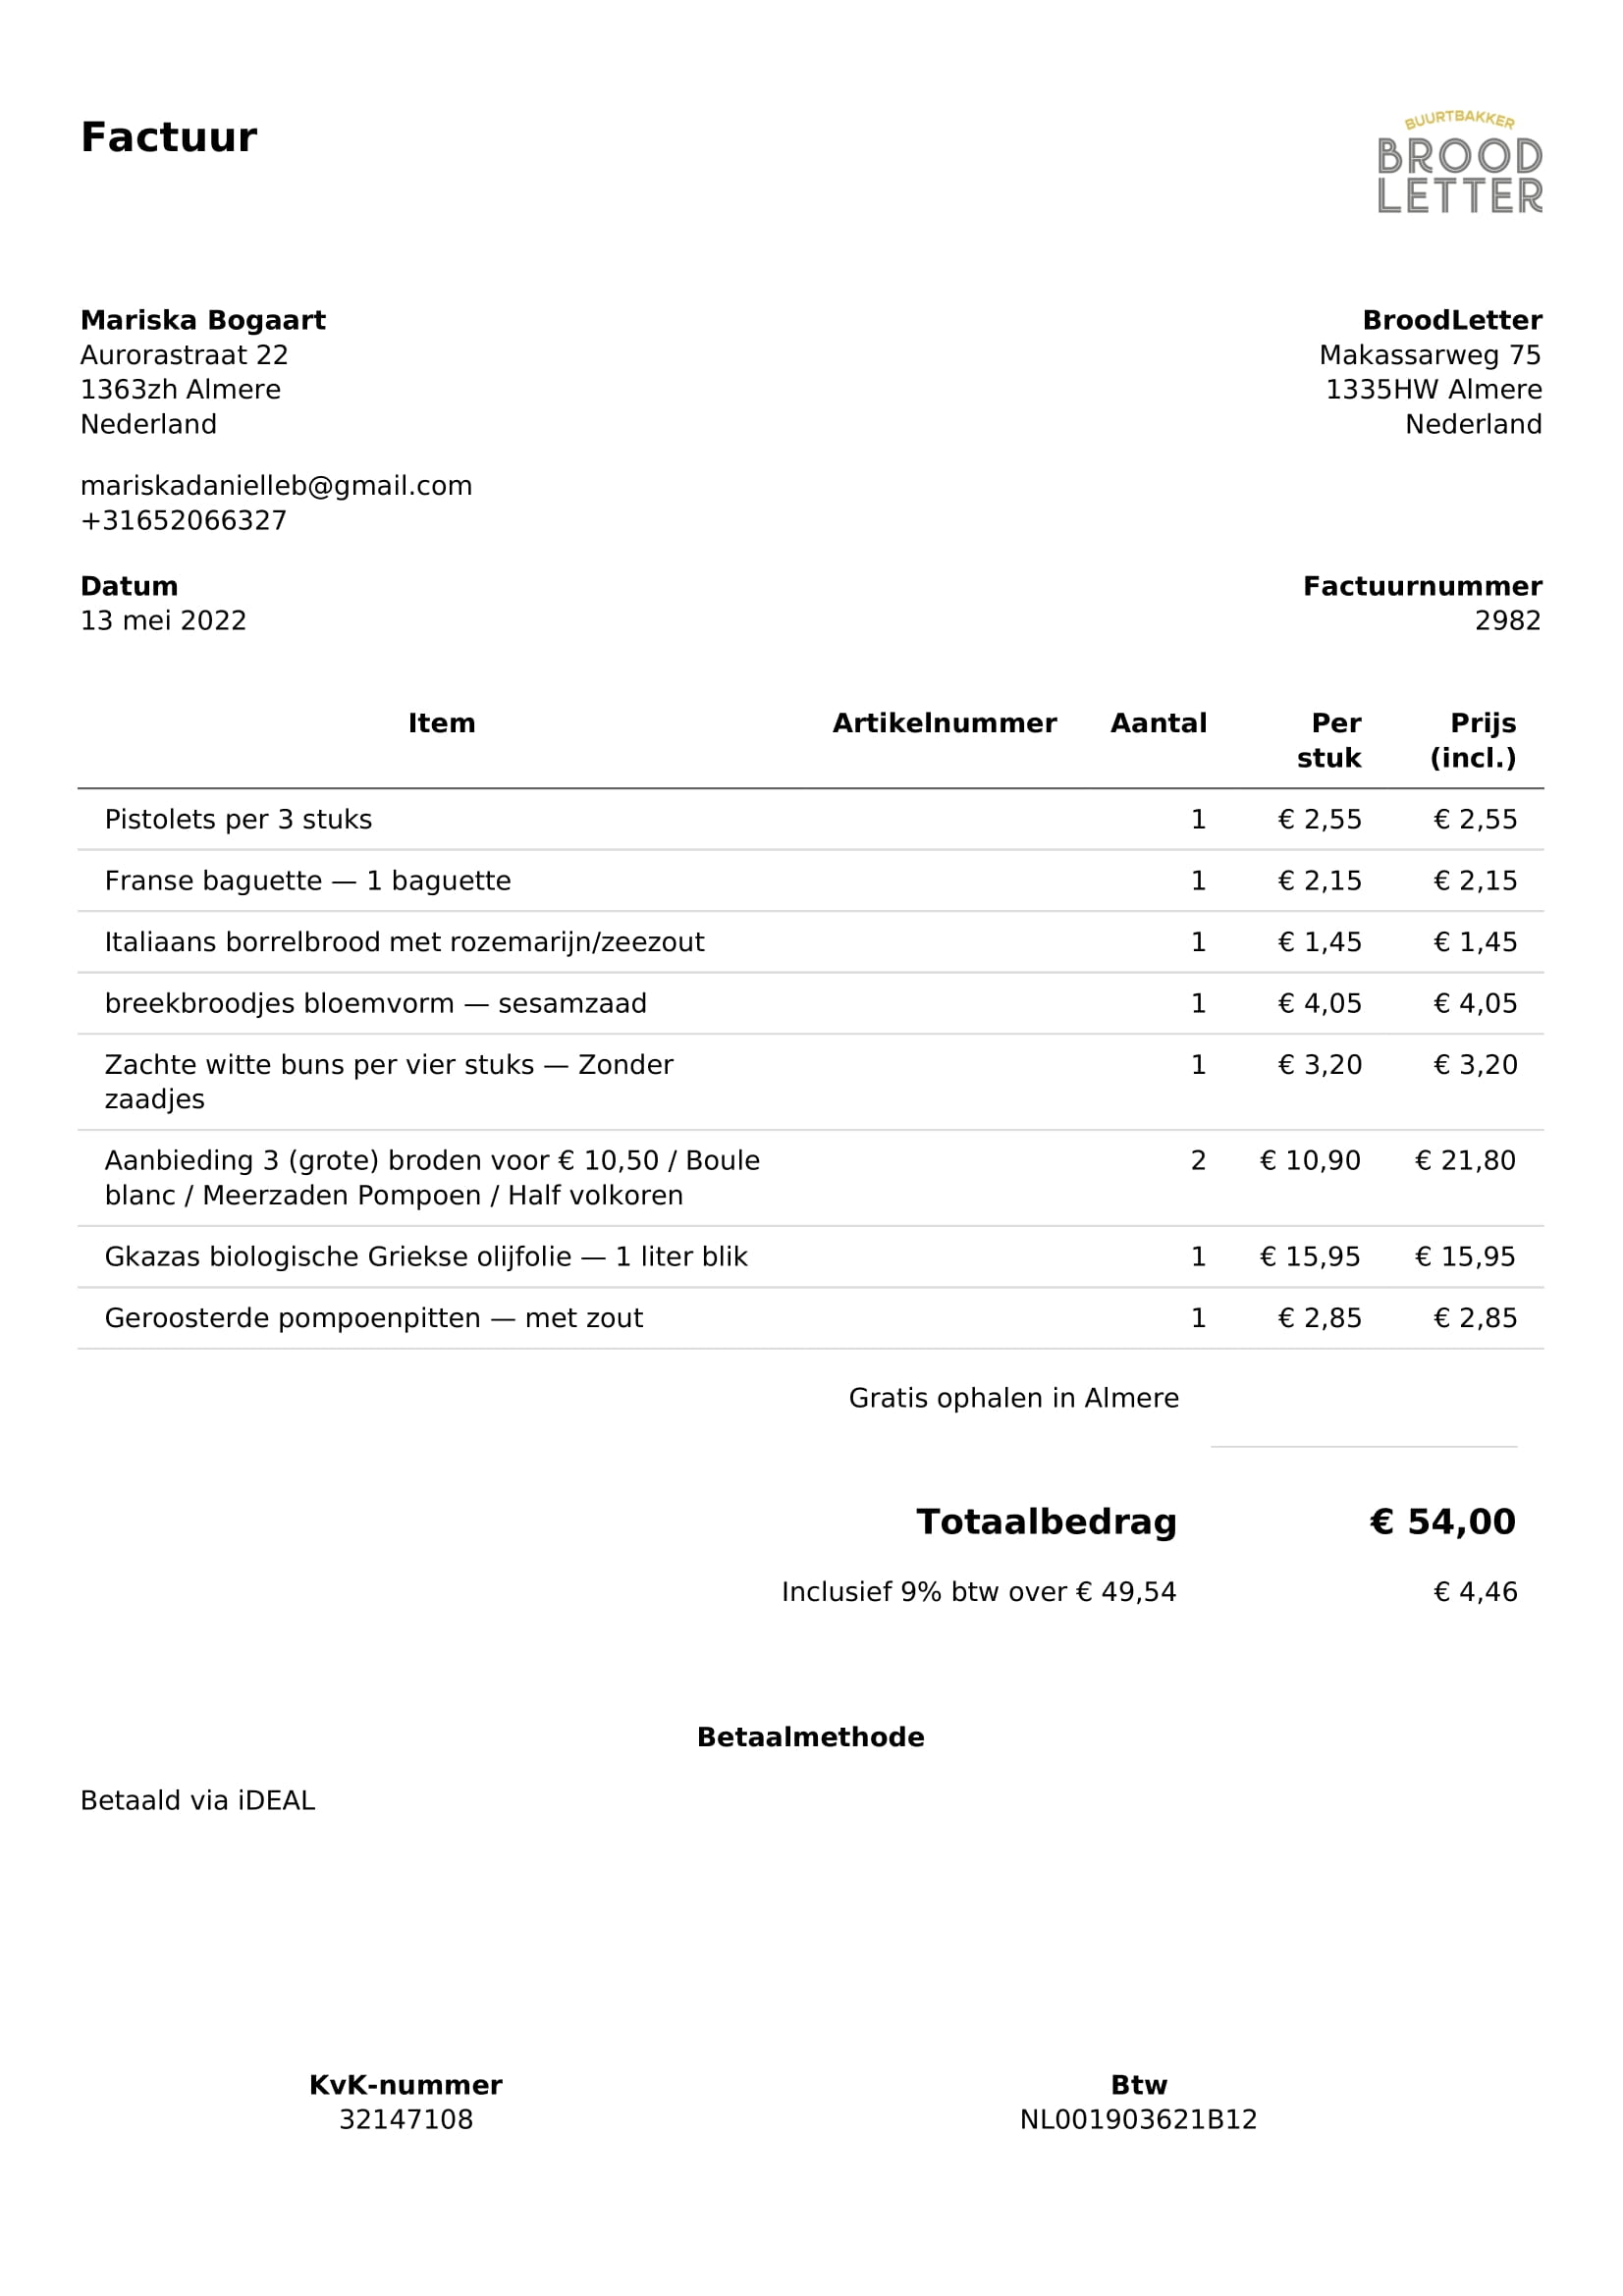 Factuur
BUURTBAKKER
BROOD
LETTER
Mariska Bogaart
Aurorastraat 22
1363zh Almere
Nederland
mariskadanielleb@gmail.com
+31652066327
BroodLetter
Makassarweg 75
1335HW Almere
Nederland
Datum
13 mei 2022
Factuurnummer
2982
Item Artikelnummer Aantal Per stuk Prijs (incl.)
Pistolets per 3 stuks 1 € 2,55 € 2,55
Franse baguette — 1 baguette 1 € 2,15 € 2,15
Italiaans borrelbrood met rozemarijn/zeezout 1 € 1,45 € 1,45
breekbroodjes bloemvorm — sesamzaad 1 € 4,05 € 4,05
Zachte witte buns per vier stuks — Zonder 1 € 3,20 € 3,20
zaadjes
Aanbieding 3 (grote) broden voor € 10,50 / Boule 2 € 10,90 € 21,80
blanc / Meerzaden Pompoen / Half volkoren
Gkazas biologische Griekse olijfolie — 1 liter blik 1 € 15,95 € 15,95
Geroosterde pompoenpitten — met zout 1 € 2,85 € 2,85
Gratis ophalen in Almere
Totaalbedrag € 54,00
Inclusief 9% btw over € 49,54 € 4,46
Betaalmethode
Betaald via iDEAL
KvK-nummer
32147108
Btw
NL001903621B12